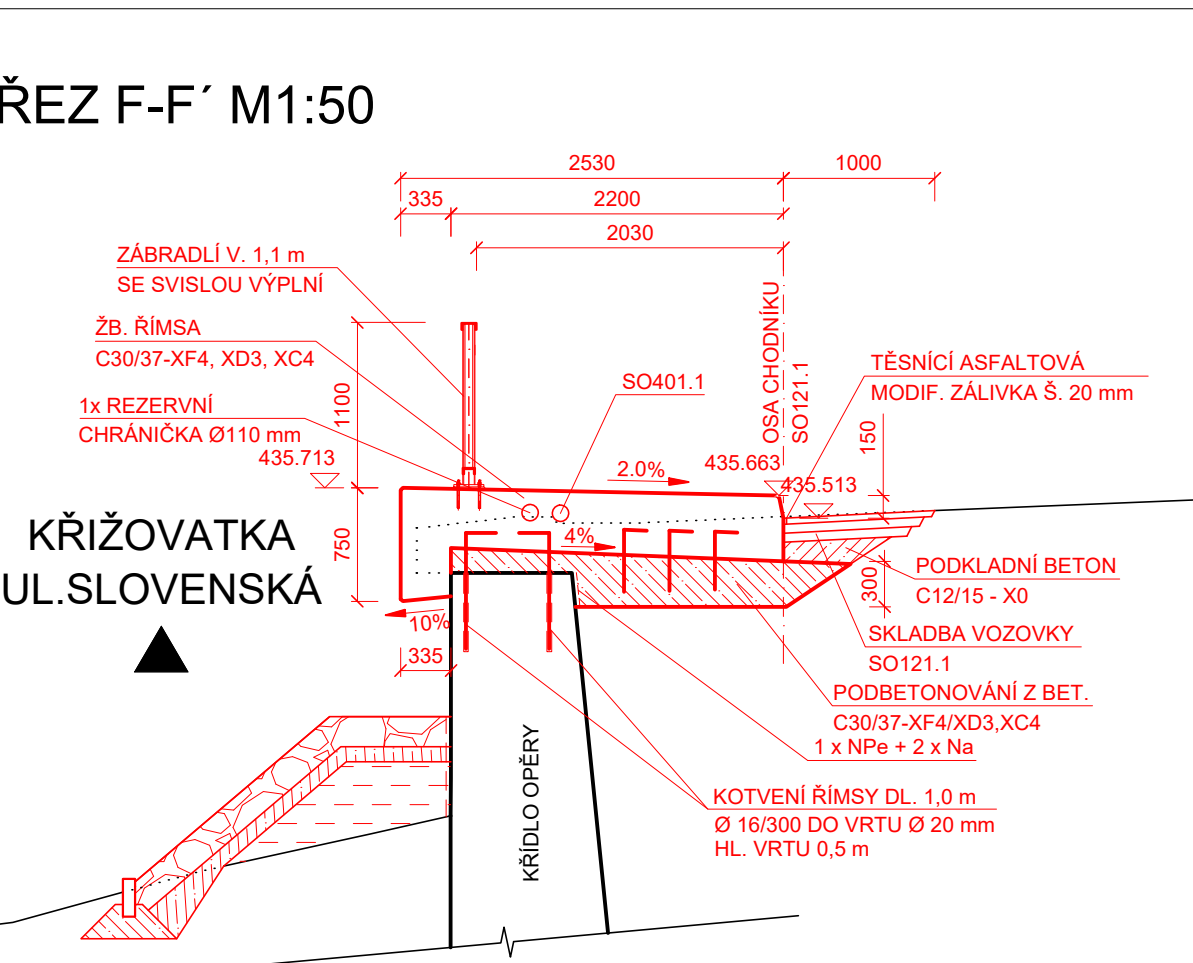 ŘEZ F-F´ M1:50
2530
1000
335
2200
2030
ZÁBRADLÍ V. 1,1 m
SE SVISLOU VÝPLNÍ
ŽB. ŘÍMSA
C30/37-XF4, XD3, XC4
1x REZERVNÍ
CHRÁNIČKA Ø110 mm
435.713
1100
750
SO401.1
OSA CHODNÍKU
SO121.1
TĚSNÍCÍ ASFALTOVÁ
MODIF. ZÁLIVKA Š. 20 mm
150
2.0%
435.663
435.513
4%
KŘIŽOVATKA
UL.SLOVENSKÁ
10%
335
300
PODKLADNÍ BETON
C12/15 - X0
SKLADBA VOZOVKY
SO121.1
PODBETONOVÁNÍ Z BET.
C30/37-XF4/XD3,XC4
1 x NPe + 2 x Na
KOTVENÍ ŘÍMSY DL. 1,0 m
Ø 16/300 DO VRTU Ø 20 mm
HL. VRTU 0,5 m
KŘÍDLO OPĚRY